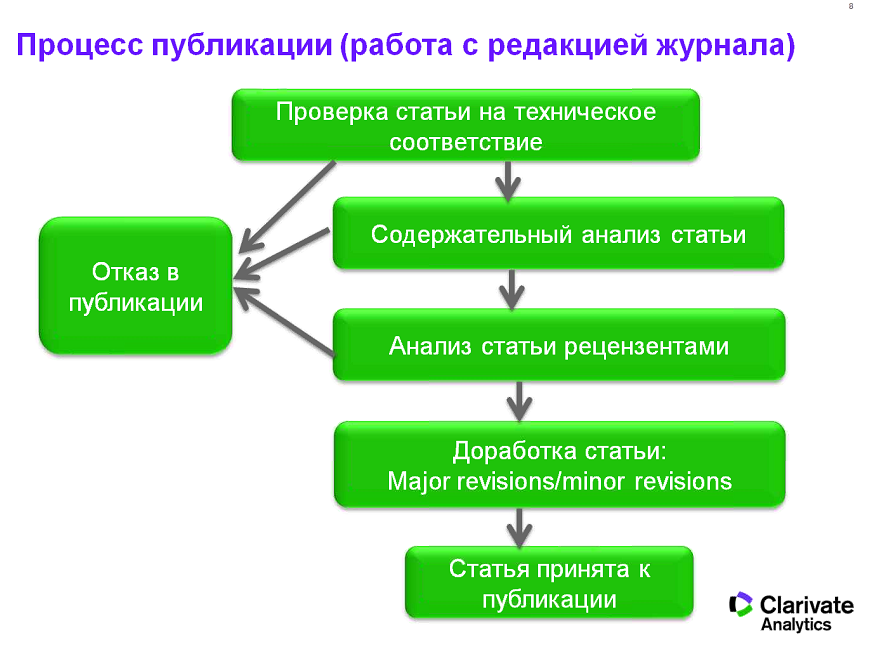 8
Процесс публикации (работа с редакцией журнала)
Проверка статьи на техническое
соответствие
Содержательный анализ статьи
Отказ в
публикации
Анализ статьи рецензентами
Доработка статьи:
Major revisions/minor revisions
Статья принята к
публикации
Clarivate
Analytics